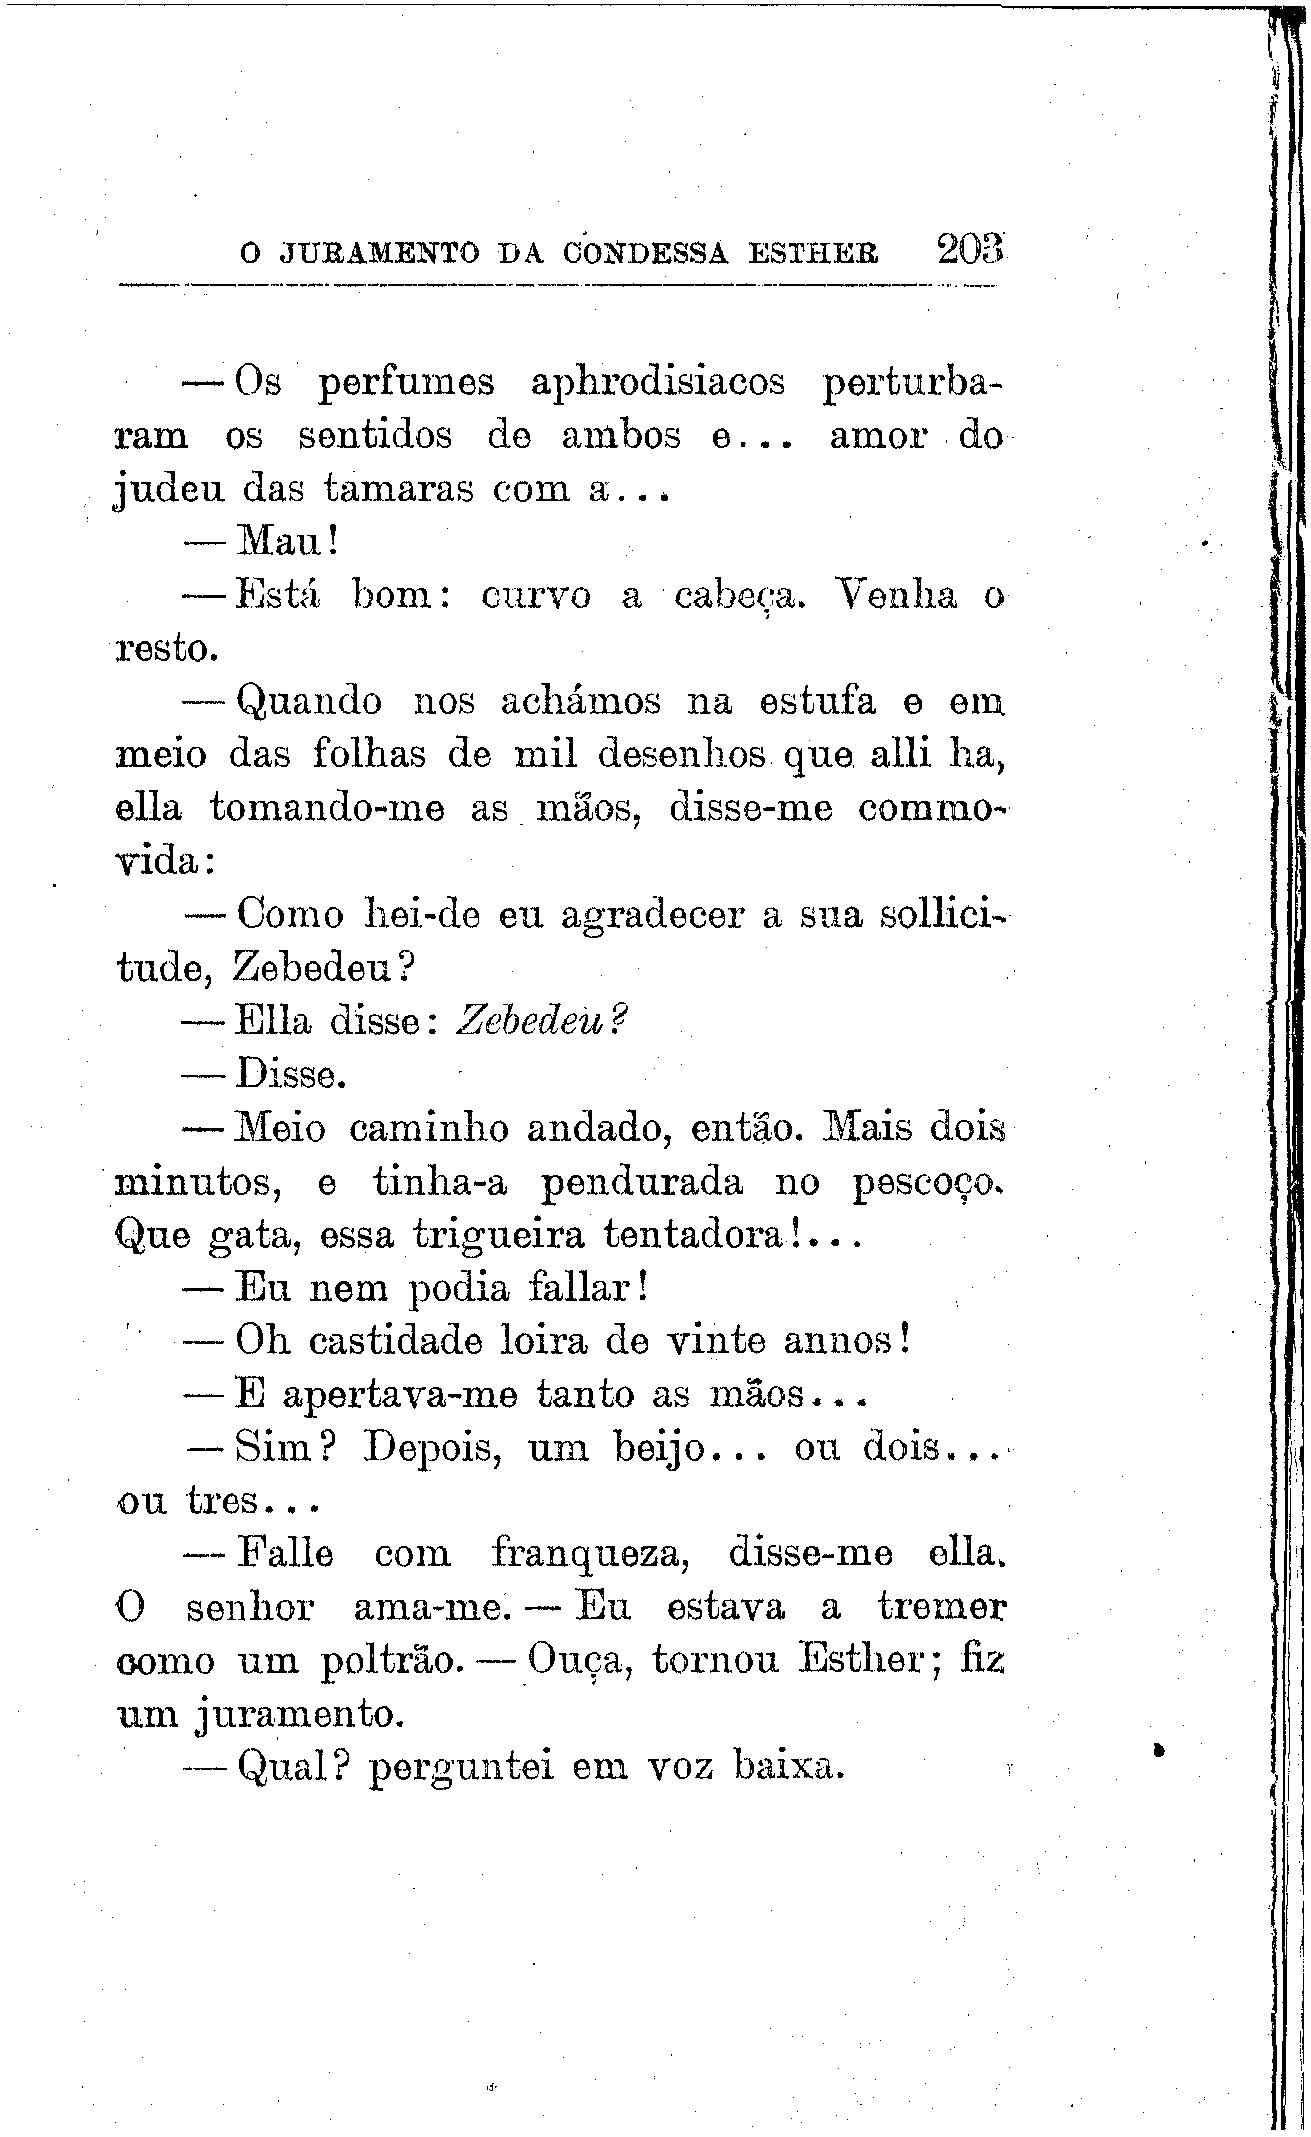 O JURAMENTO DA CONDESSA ESTHER 203
— Os perfumes aphrodisiacos perturba-
ram os sentidos de ambos e... amor do
judeu das tamaras com a...
— Mau!
— Está bom: curvo a cabeça. Venha o
resto.
— Quando nos achámos na estufa e em
meio das folhas de mil desenhos que alli ha,
ella tomando-me as mãos, disse-me commo-
vida:
— Como hei-de eu agradecer a sua sollici-
tude, Zebedeu?
— Ella disse: Zebedeu?
— Disse.
— Meio caminho andado, então. Mais dois
minutos, e tinha-a pendurada no pescoço.
Que gata, essa trigueira tentadora!...
— Eu nem podia fallar!
— Oh castidade loira de vinte annos!
— E apertava-me tanto as mãos...
— Sim? Depois, um beijo... ou dois...
ou tres...
— Falle com franqueza, disse-me ella.
O senhor ama-me. — Eu estava a tremer
como um poltrão. — Ouça, tornou Esther; fiz
um juramento.
— Qual? perguntei em voz baixa.